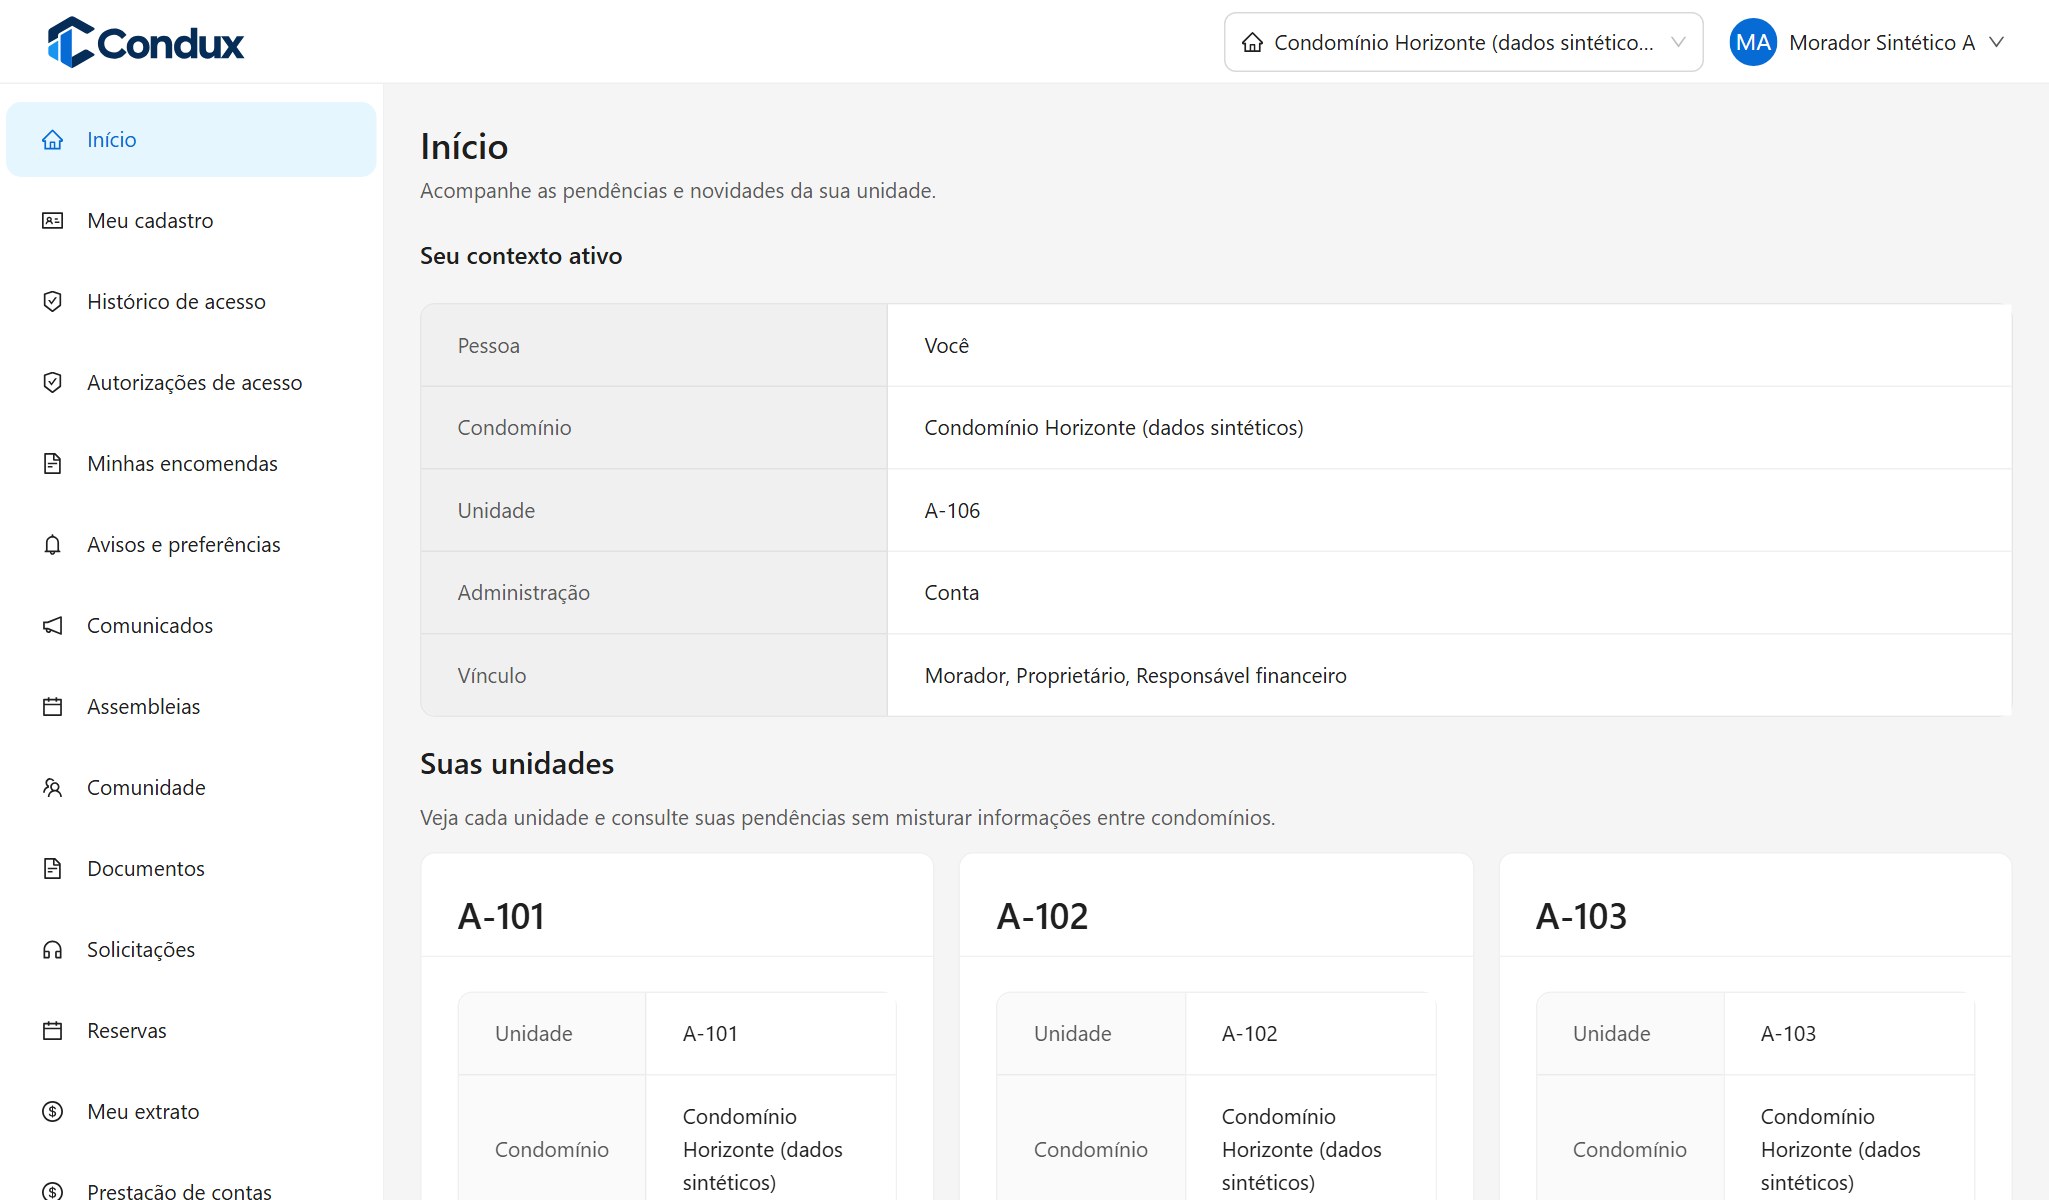 Condux
Condomínio Horizonte (dados sintético...
MA
Morador Sintético A
Início
Meu cadastro
Histórico de acesso
Autorizações de acesso
Minhas encomendas
Avisos e preferências
Comunicados
Assembleias
Comunidade
Documentos
Solicitações
Reservas
Meu extrato
Prestação de contas
Início
Acompanhe as pendências e novidades da sua unidade.
Seu contexto ativo
Pessoa
Você
Condomínio
Condomínio Horizonte (dados sintéticos)
Unidade
A-106
Administração
Conta
Vínculo
Morador, Proprietário, Responsável financeiro
Suas unidades
Veja cada unidade e consulte suas pendências sem misturar informações entre condomínios.
A-101
Unidade
A-101
Condomínio
Condomínio
Horizonte (dados
sintéticos)
A-102
Unidade
A-102
Condomínio
Condomínio
Horizonte (dados
sintéticos)
A-103
Unidade
A-103
Condomínio
Condomínio
Horizonte (dados
sintéticos)